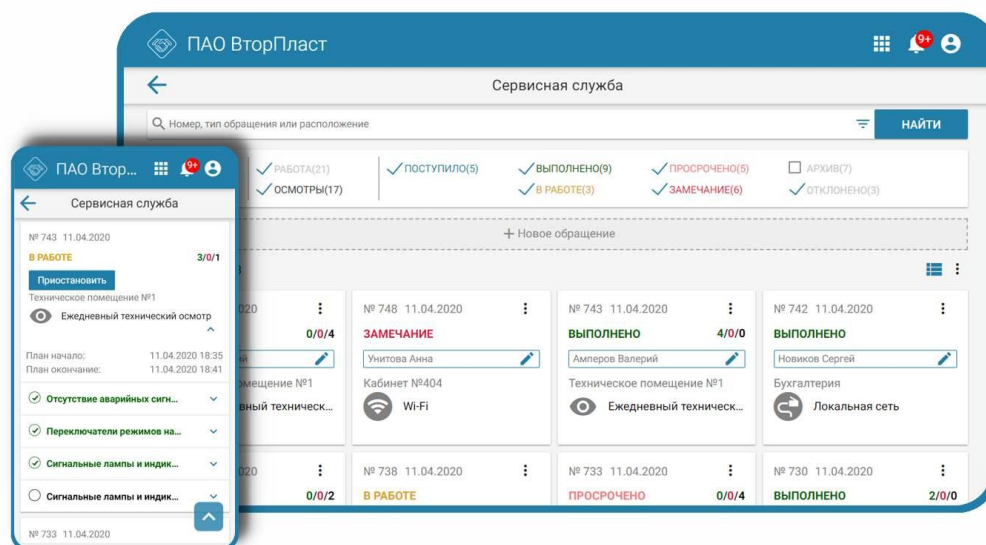 ПАО ВторПласт
9+
Сервисная служба
Номер, тип обращения или расположение
НАЙТИ
РАБОТА(21)
ОСМОТРЫ(17)
ПОСТУПИЛО(5)
ВЫПОЛНЕНО(9)
В РАБОТЕ(3)
ПРОСРОЧЕНО(5)
ЗАМЕЧАНИЕ(6)
АРХИВ(7)
ОТКЛОНЕНО(3)
+ Новое обращение
0/0/4
№ 748 11.04.2020
ЗАМЕЧАНИЕ
Унитова Анна
Кабинет №404
Wi-Fi
№ 743 11.04.2020
ВЫПОЛНЕНО 4/0/0
Амперов Валерий
Техническое помещение №1
Ежедневный техническ...
№ 742 11.04.2020
ВЫПОЛНЕНО
Новиков Сергей
Бухгалтерия
Локальная сеть
0/0/2
№ 738 11.04.2020
В РАБОТЕ
№ 733 11.04.2020
ПРОСРОЧЕНО 0/0/4
№ 730 11.04.2020
ВЫПОЛНЕНО 2/0/0
ПАО Втор...
9+
Сервисная служба
№ 743 11.04.2020
В РАБОТЕ 3/0/1
Приостановить
Техническое помещение №1
Ежедневный технический осмотр
План начало: 11.04.2020 18:35
План окончание: 11.04.2020 18:41
Отсутствие аварийных сигн...
Переключатели режимов на...
Сигнальные лампы и индик...
Сигнальные лампы и индик...
№ 733 11.04.2020